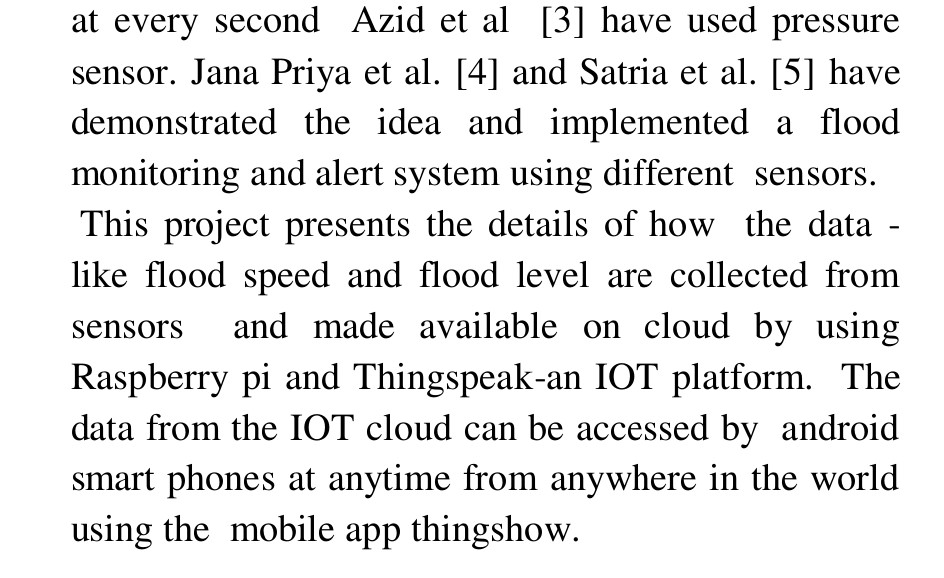 at every second Azid et al [3] have used pressure
sensor. Jana Priya et al. [4] and Satria et al. [5] have
demonstrated the idea and implemented a flood
monitoring and alert system using different sensors.
This project presents the details of how the data -
like flood speed and flood level are collected from
sensors and made available on cloud by using
Raspberry pi and Thingspeak-an IOT platform. The
data from the IOT cloud can be accessed by android
smart phones at anytime from anywhere in the world
using the mobile app thingshow.